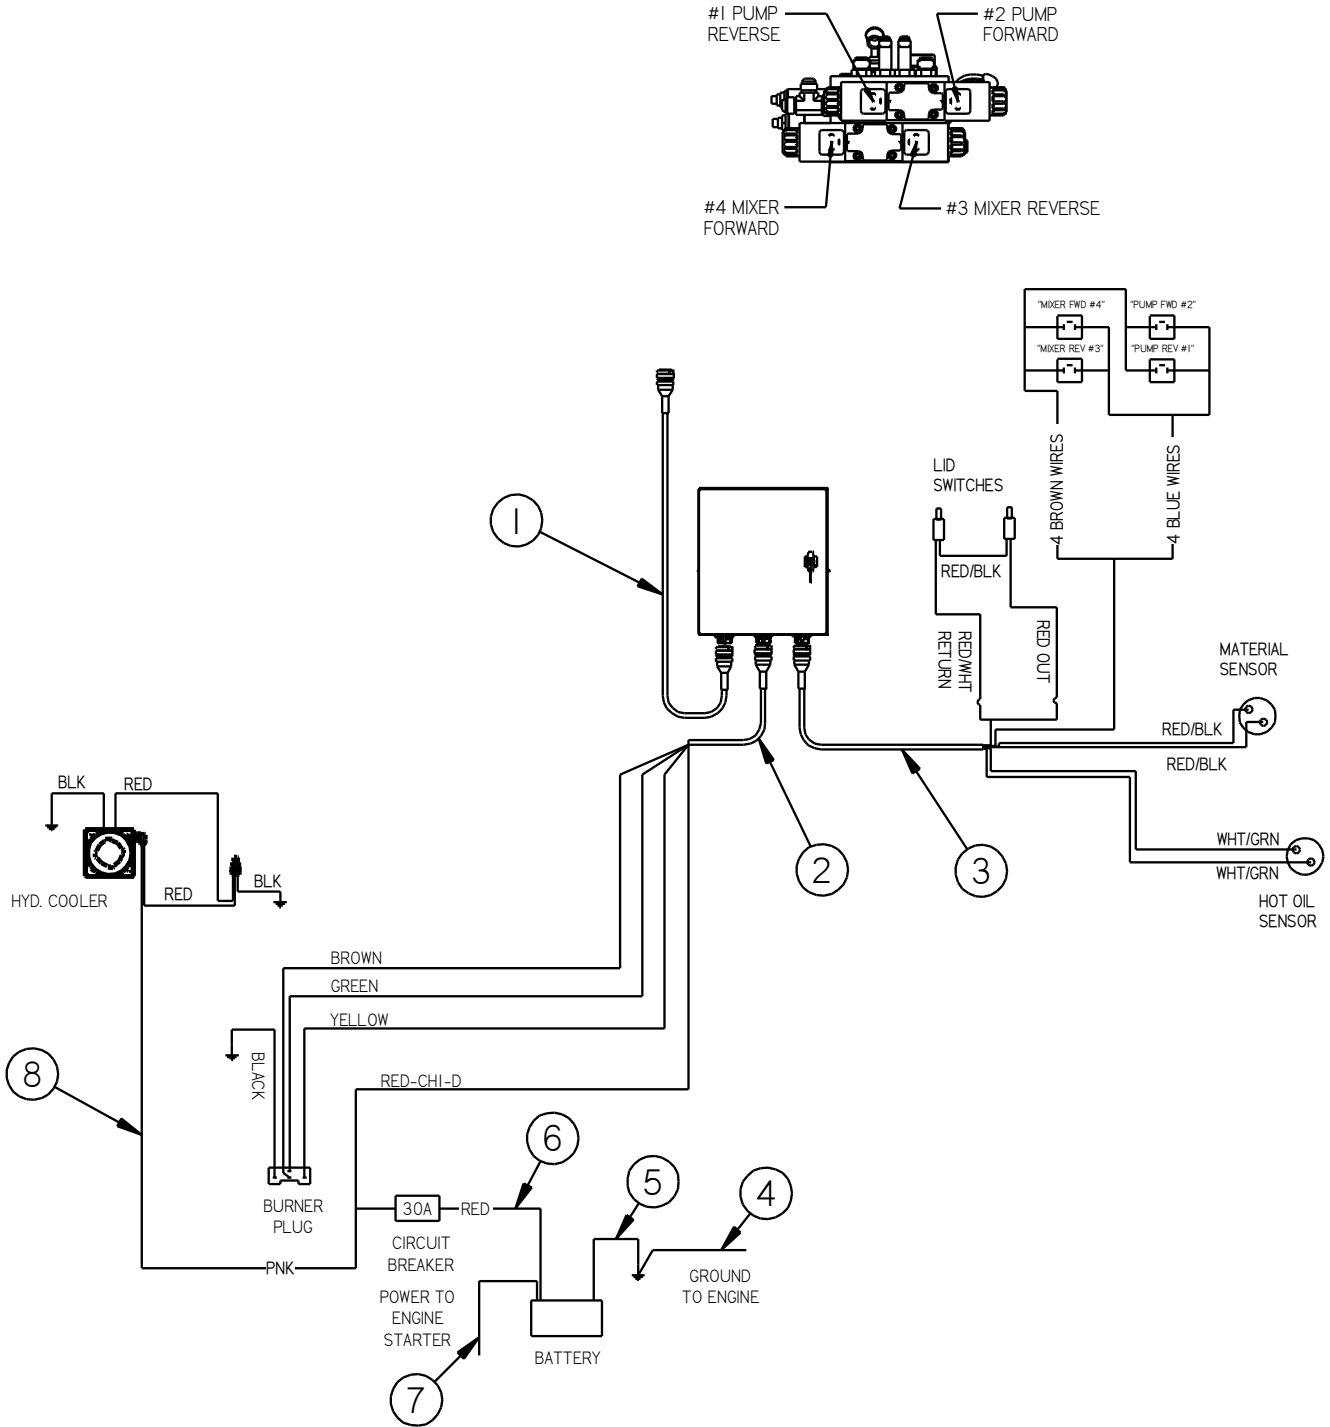 #1 PUMP
REVERSE
#2 PUMP
FORWARD
#4 MIXER
FORWARD
#3 MIXER REVERSE
"MIXER FWD #4"
"PUMP FWD #2"
"MIXER REV #3"
"PUMP REV #1"
4 BROWN WIRES
4 BLUE WIRES
LID
SWITCHES
RED/BLK
RED/WHT
RETURN
RED OUT
1
MATERIAL
SENSOR
RED/BLK
RED/BLK
2
3
WHT/GRN
WHT/GRN
HOT OIL
SENSOR
BLK
RED
HYD. COOLER
RED
BLK
BROWN
GREEN
YELLOW
BLACK
RED-CH1-D
8
BURNER
PLUG
PNK
30A
RED
CIRCUIT
BREAKER
6
5
4
GROUND
TO ENGINE
POWER TO
ENGINE
STARTER
BATTERY
7